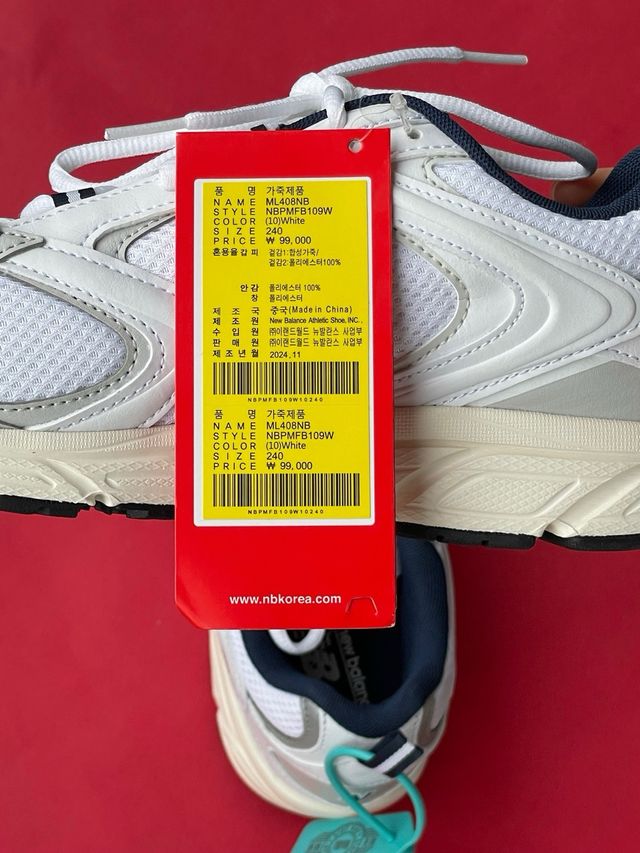 품 명 가죽제품
NAME ML408NB
STYLE NBPMFB109W
COLOR (10)White
SIZE 240
PRICE ₩ 99,000
혼용율 갑 피 겉감1:합성가죽/
겉감2:폴리에스터100%
안 감 폴리에스터 100%
창 폴리에스터
제 조 국 중국(Made in China)
제 조 원 New Balance Athletic Shoe, INC.,
수 입 원 ㈜이랜드월드 뉴발란스 사업부
판 매 원 ㈜이랜드월드 뉴발란스 사업부
제조년월 2024.11
NBPMFB109W10240
품 명 가죽제품
NAME ML408NB
STYLE NBPMFB109W
COLOR (10)White
SIZE 240
PRICE ₩ 99,000
NBPMFB109W10240
www.nbkorea.com
new balance